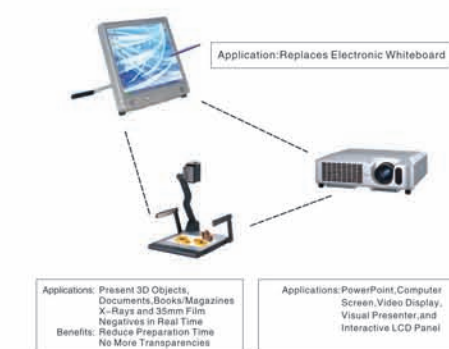 Application:Replaces Electronic Whiteboard
Applications: Present 3D Objects,
Documents,Books/Magazines
X-Rays and 35mm Film
Negatives in Real Time
Benefits: Reduce Preparation Time
No More Transparencies
Applications:PowerPoint,Computer
Screen,Video Display,
Visual Presenter,and
Interactive LCD Panel